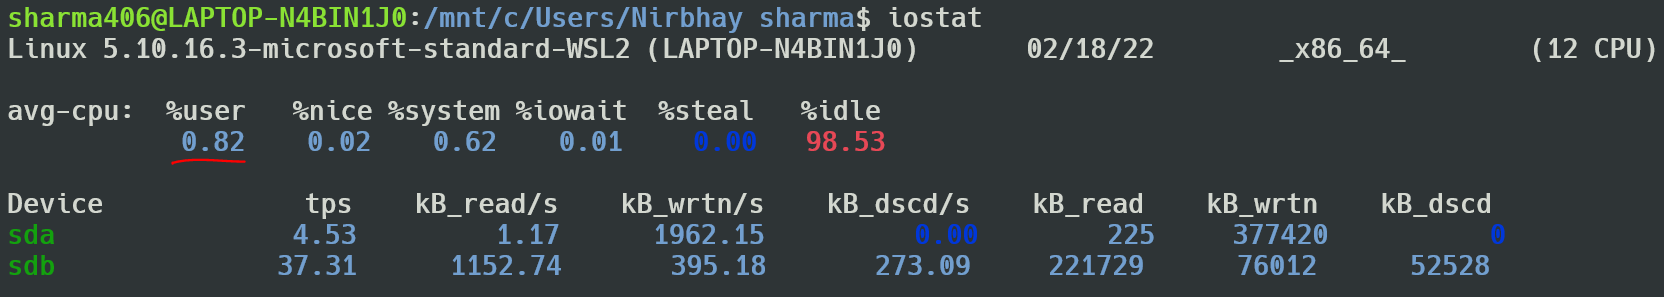 sharma406@LAPTOP-N4BIN1J0:/mnt/c/Users/Nirbhay sharma$ iostat
Linux 5.10.16.3-microsoft-standard-WSL2 (LAPTOP-N4BIN1J0) 02/18/22 _x86_64_ (12 CPU)
avg-cpu: %user %nice %system %iowait %steal %idle
0.82 0.02 0.62 0.01 0.00 98.53
Device tps kB_read/s kB_wrtn/s kB_dscd/s kB_read kB_wrtn kB_dscd
sda 4.53 1.17 1962.15 0.00 225 377420 0
sdb 37.31 1152.74 395.18 273.09 221729 76012 52528